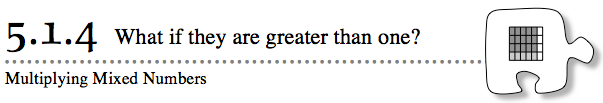 5.1.4 What if they are greater than one?
Multiplying Mixed Numbers